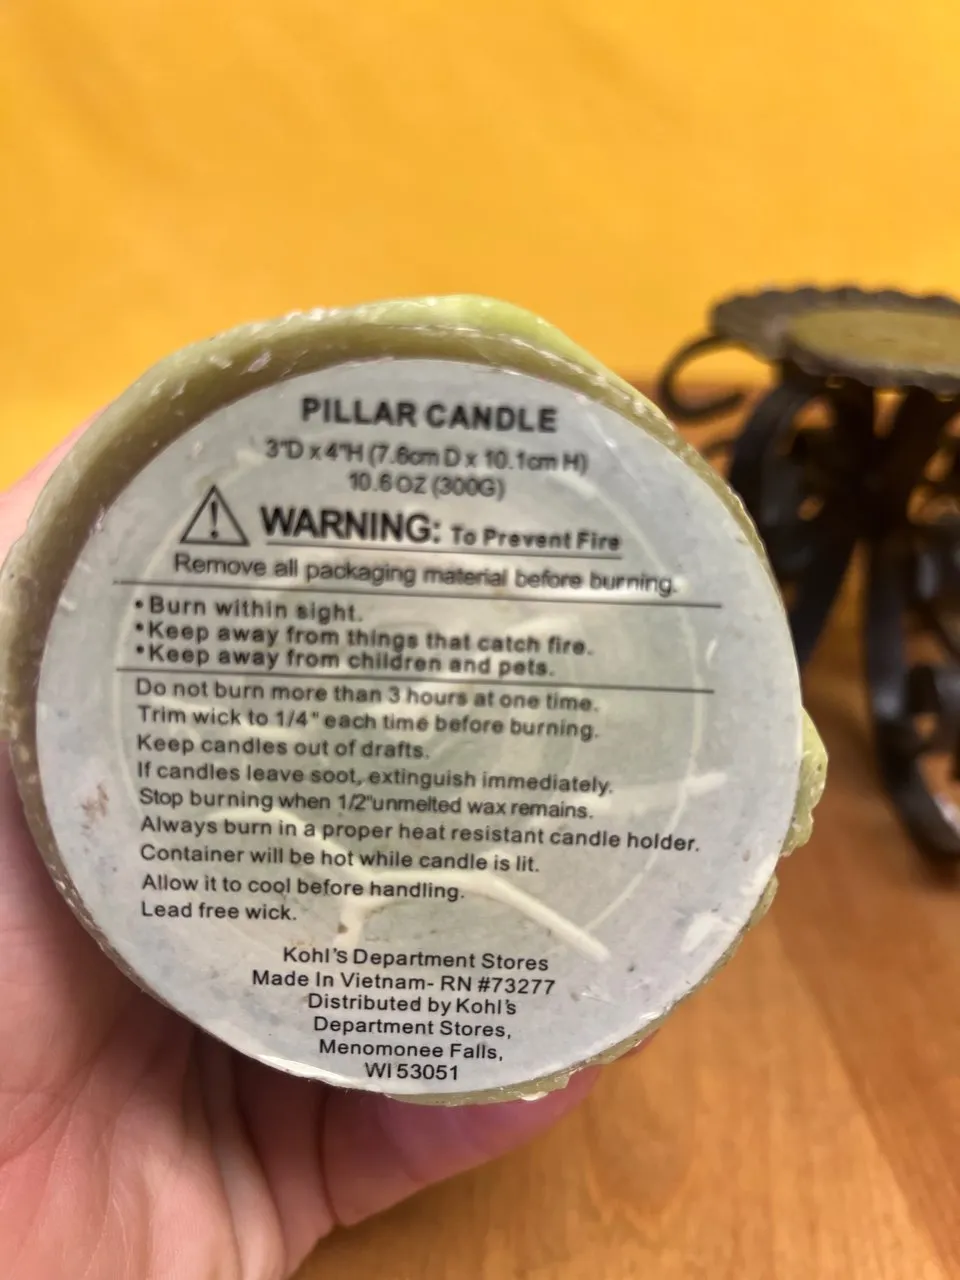 PILLAR CANDLE
3"D x 4"H (7.6cm D x 10.1cm H)
10.6 OZ (300G)
WARNING: To Prevent Fire
Remove all packaging material before burning.
• Burn within sight.
• Keep away from things that catch fire.
• Keep away from children and pets.
Do not burn more than 3 hours at one time.
Trim wick to 1/4" each time before burning.
Keep candles out of drafts.
If candles leave soot, extinguish immediately.
Stop burning when 1/2"unmelted wax remains.
Always burn in a proper heat resistant candle holder.
Container will be hot while candle is lit.
Allow it to cool before handling.
Lead free wick.
Kohl's Department Stores
Made In Vietnam- RN #73277
Distributed by Kohl's
Department Stores,
Menomonee Falls,
WI 53051